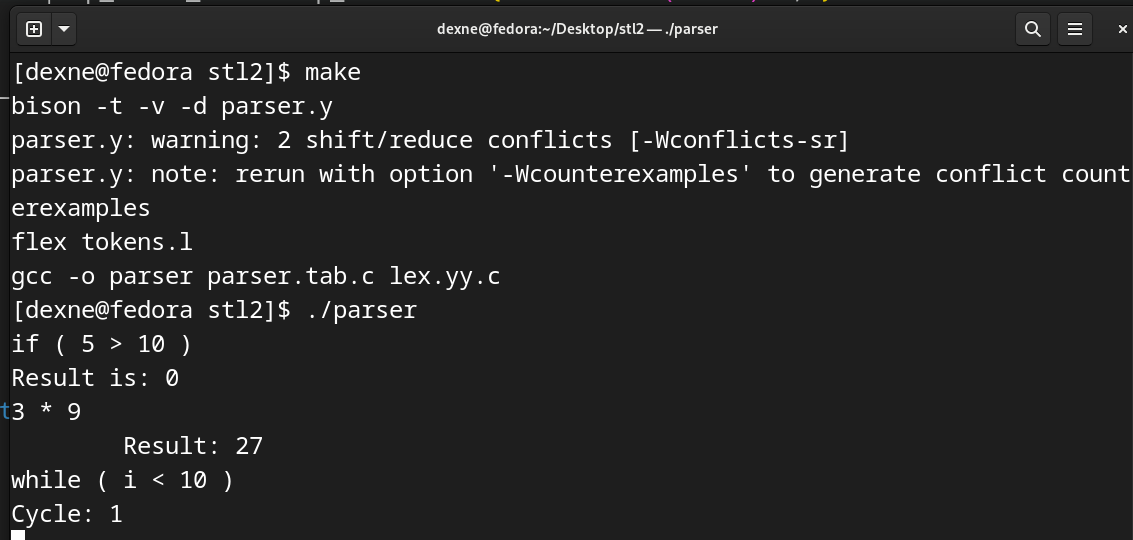 dexne@fedora:~/Desktop/stl2 — ./parser
[dexne@fedora stl2]$ make
bison -t -v -d parser.y
parser.y: warning: 2 shift/reduce conflicts [-Wconflicts-sr]
parser.y: note: rerun with option '-Wcounterexamples' to generate conflict count
erexamples
flex tokens.l
gcc -o parser parser.tab.c lex.yy.c
[dexne@fedora stl2]$ ./parser
if ( 5 > 10 )
Result is: 0
3 * 9
        Result: 27
while ( i < 10 )
Cycle: 1